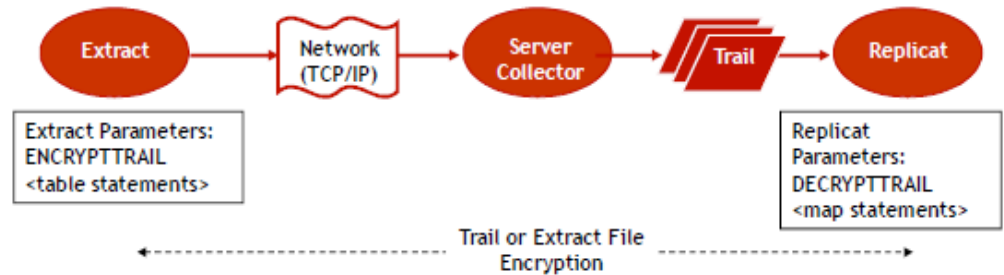 Extract
Network
(TCP/IP)
Server
Collector
Trail
Replicat
Extract Parameters:
ENCRYPTTRAIL
<table statements>
Replicat
Parameters:
DECRYPTTRAIL
<map statements>
Trail or Extract File
Encryption